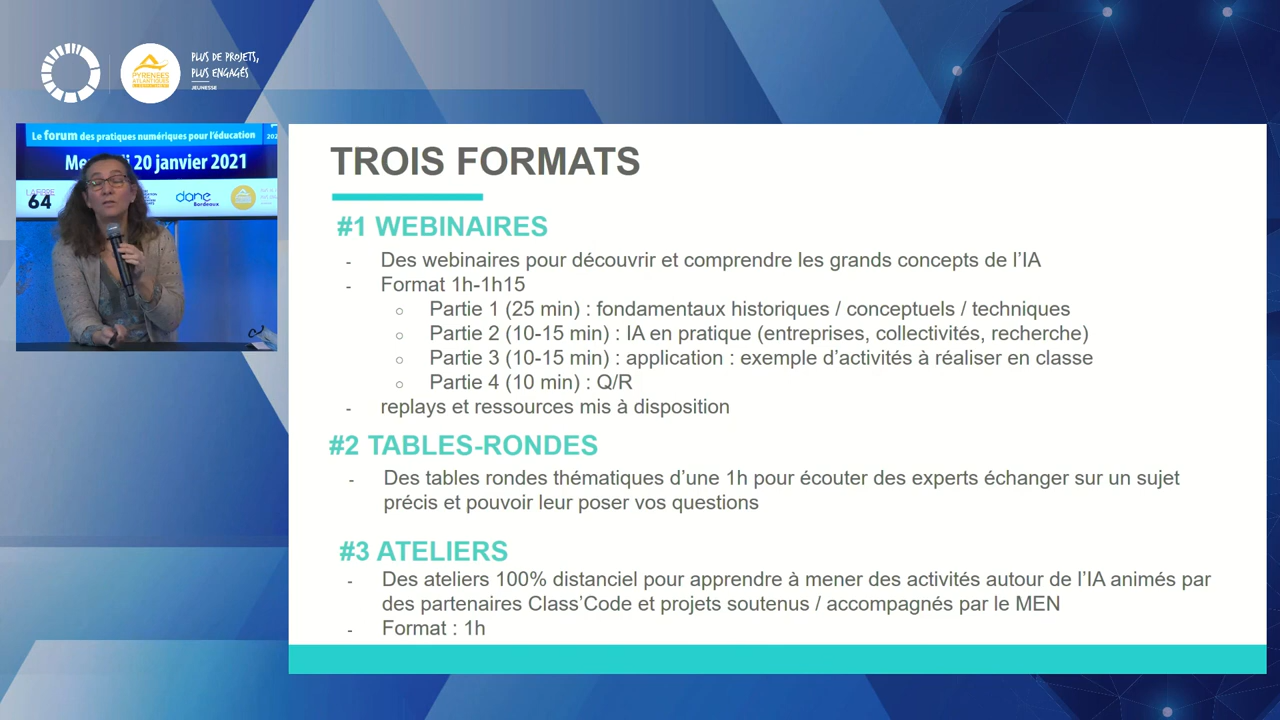 PLUS DE PROJETS,
PLUS ENGAGÉS
JEUNESSE
PYRÉNÉES
ATLANTIQUES
Le forum des pratiques numériques pour l'éducation
20 janvier 2021
64
dane
Bordeaux
TROIS FORMATS
#1 WEBINAIRES
- Des webinaires pour découvrir et comprendre les grands concepts de l'IA
- Format 1h-1h15
○ Partie 1 (25 min) : fondamentaux historiques / conceptuels / techniques
○ Partie 2 (10-15 min) : IA en pratique (entreprises, collectivités, recherche)
○ Partie 3 (10-15 min) : application : exemple d'activités à réaliser en classe
○ Partie 4 (10 min) : Q/R
- replays et ressources mis à disposition
#2 TABLES-RONDES
- Des tables rondes thématiques d'une 1h pour écouter des experts échanger sur un sujet
précis et pouvoir leur poser vos questions
#3 ATELIERS
- Des ateliers 100% distanciel pour apprendre à mener des activités autour de l'IA animés par
des partenaires Class'Code et projets soutenus / accompagnés par le MEN
- Format : 1h